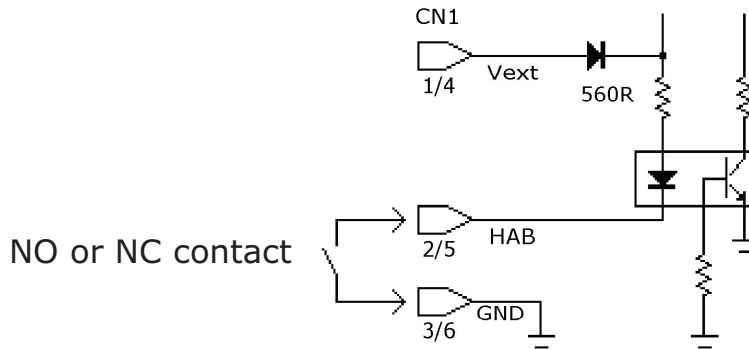 CN1
1/4
Vext
560R
2/5
HAB
NO or NC contact
3/6
GND